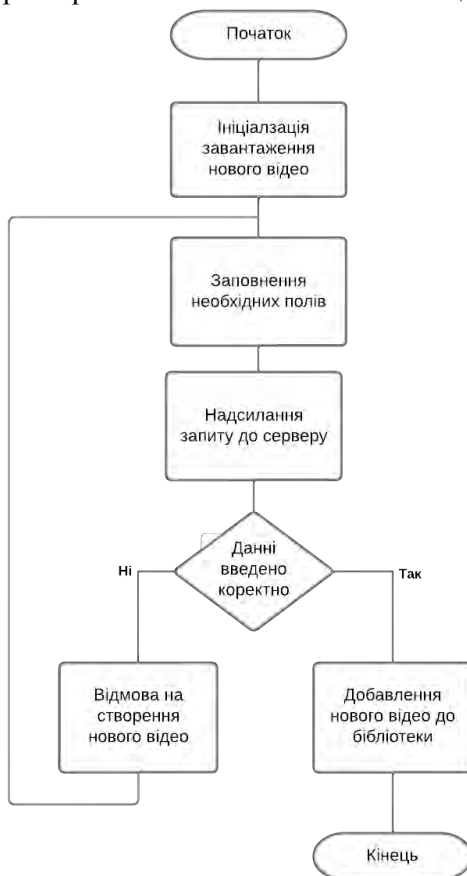 Початок
Ініціалзація
завантаження
нового відео
Заповнення
необхідних полів
Надсилання
запиту до серверу
Данні
введено
коректно
Ні
Так
Відмова на
створення
нового відео
Добавлення
нового відео до
бібліотеки
Кінець